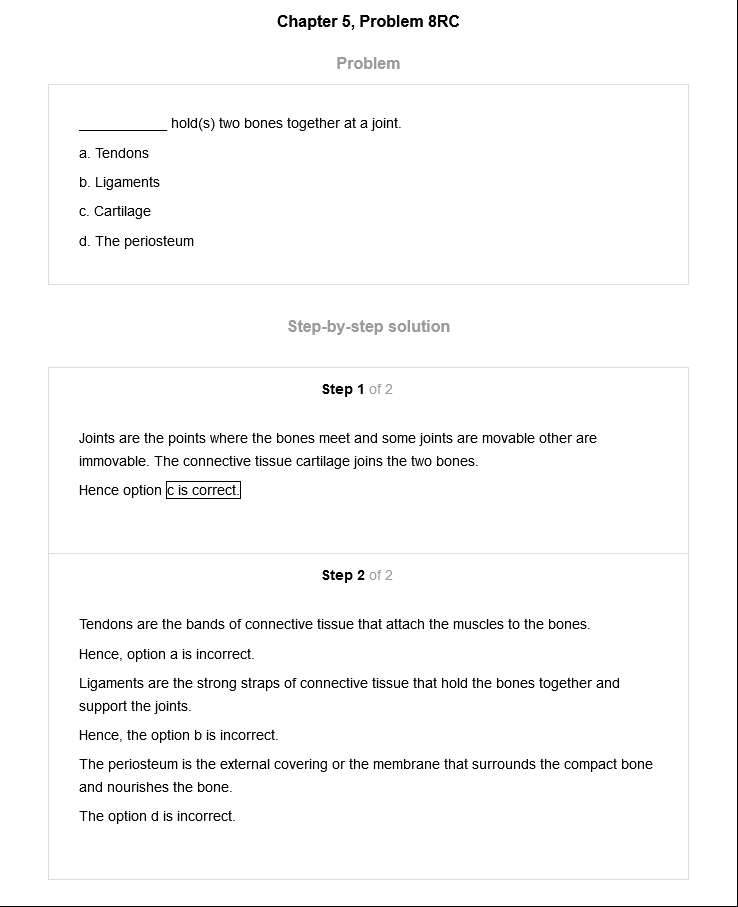 Chapter 5, Problem 8RC
Problem
___________ hold(s) two bones together at a joint.
a. Tendons
b. Ligaments
c. Cartilage
d. The periosteum
Step-by-step solution
Step 1 of 2
Joints are the points where the bones meet and some joints are movable other are
immovable. The connective tissue cartilage joins the two bones.
Hence option c is correct.
Step 2 of 2
Tendons are the bands of connective tissue that attach the muscles to the bones.
Hence, option a is incorrect.
Ligaments are the strong straps of connective tissue that hold the bones together and
support the joints.
Hence, the option b is incorrect.
The periosteum is the external covering or the membrane that surrounds the compact bone
and nourishes the bone.
The option d is incorrect.